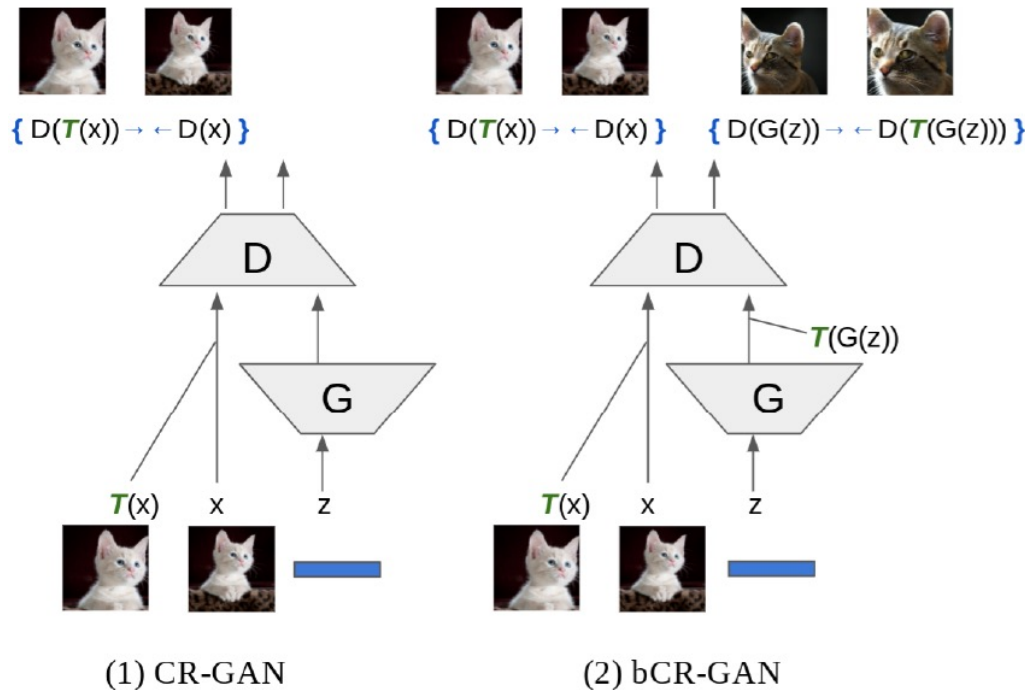 { D(T(x)) → ← D(x) }
{ D(T(x)) → ← D(x) } { D(G(z)) → ← D(T(G(z))) }
D
D
T(G(z))
G
G
T(x) x z
T(x) x z
(1) CR-GAN
(2) bCR-GAN